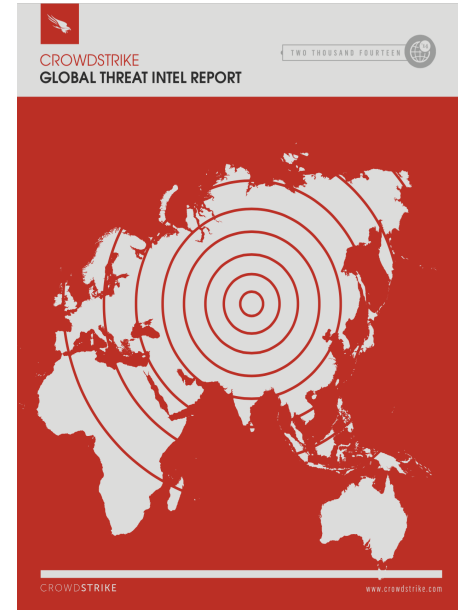 CROWDSTRIKE
GLOBAL THREAT INTEL REPORT
TWO THOUSAND FOURTEEN
CROWDSTRIKE
www.crowdstrike.com